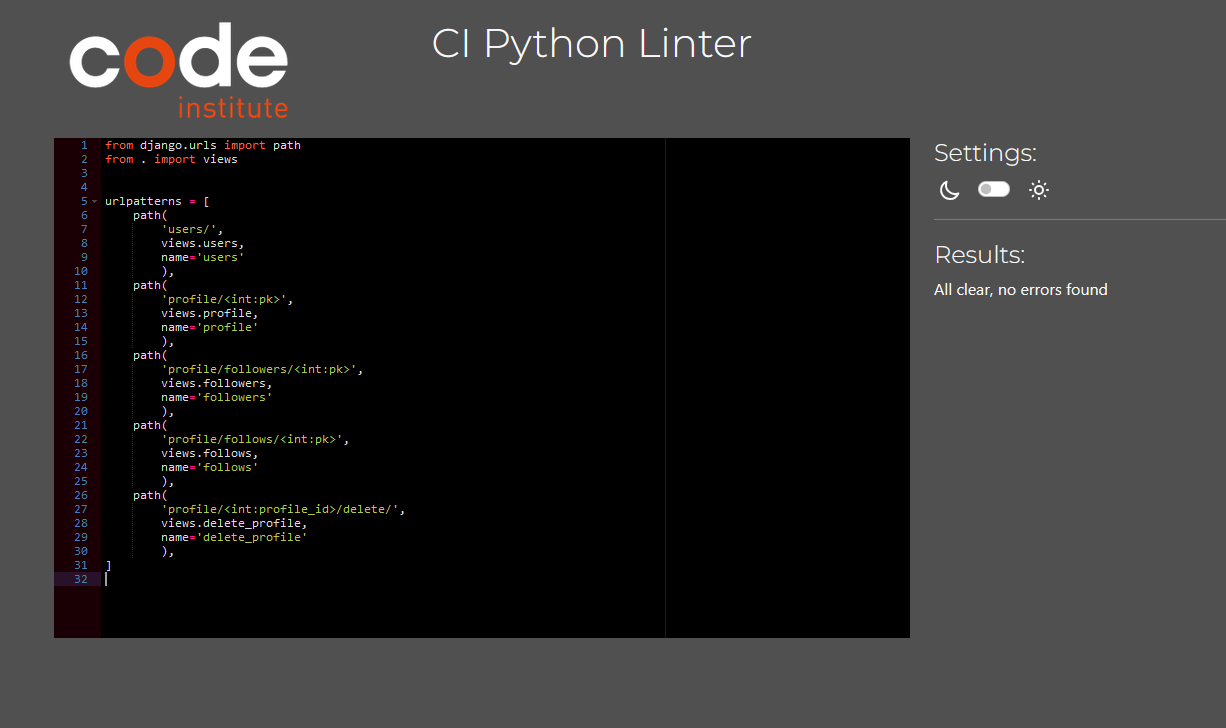 code
institute
CI Python Linter
1 from django.urls import path
2 from . import views
3
4
5 urlpatterns = [
6     path(
7         'users/',
8         views.users,
9         name='users'
10         ),
11     path(
12         'profile/<int:pk>',
13         views.profile,
14         name='profile'
15         ),
16     path(
17         'profile/followers/<int:pk>',
18         views.followers,
19         name='followers'
20         ),
21     path(
22         'profile/follows/<int:pk>',
23         views.follows,
24         name='follows'
25         ),
26     path(
27         'profile/<int:profile_id>/delete/',
28         views.delete_profile,
29         name='delete_profile'
30         ),
31 ]
32
Settings:
Results:
All clear, no errors found